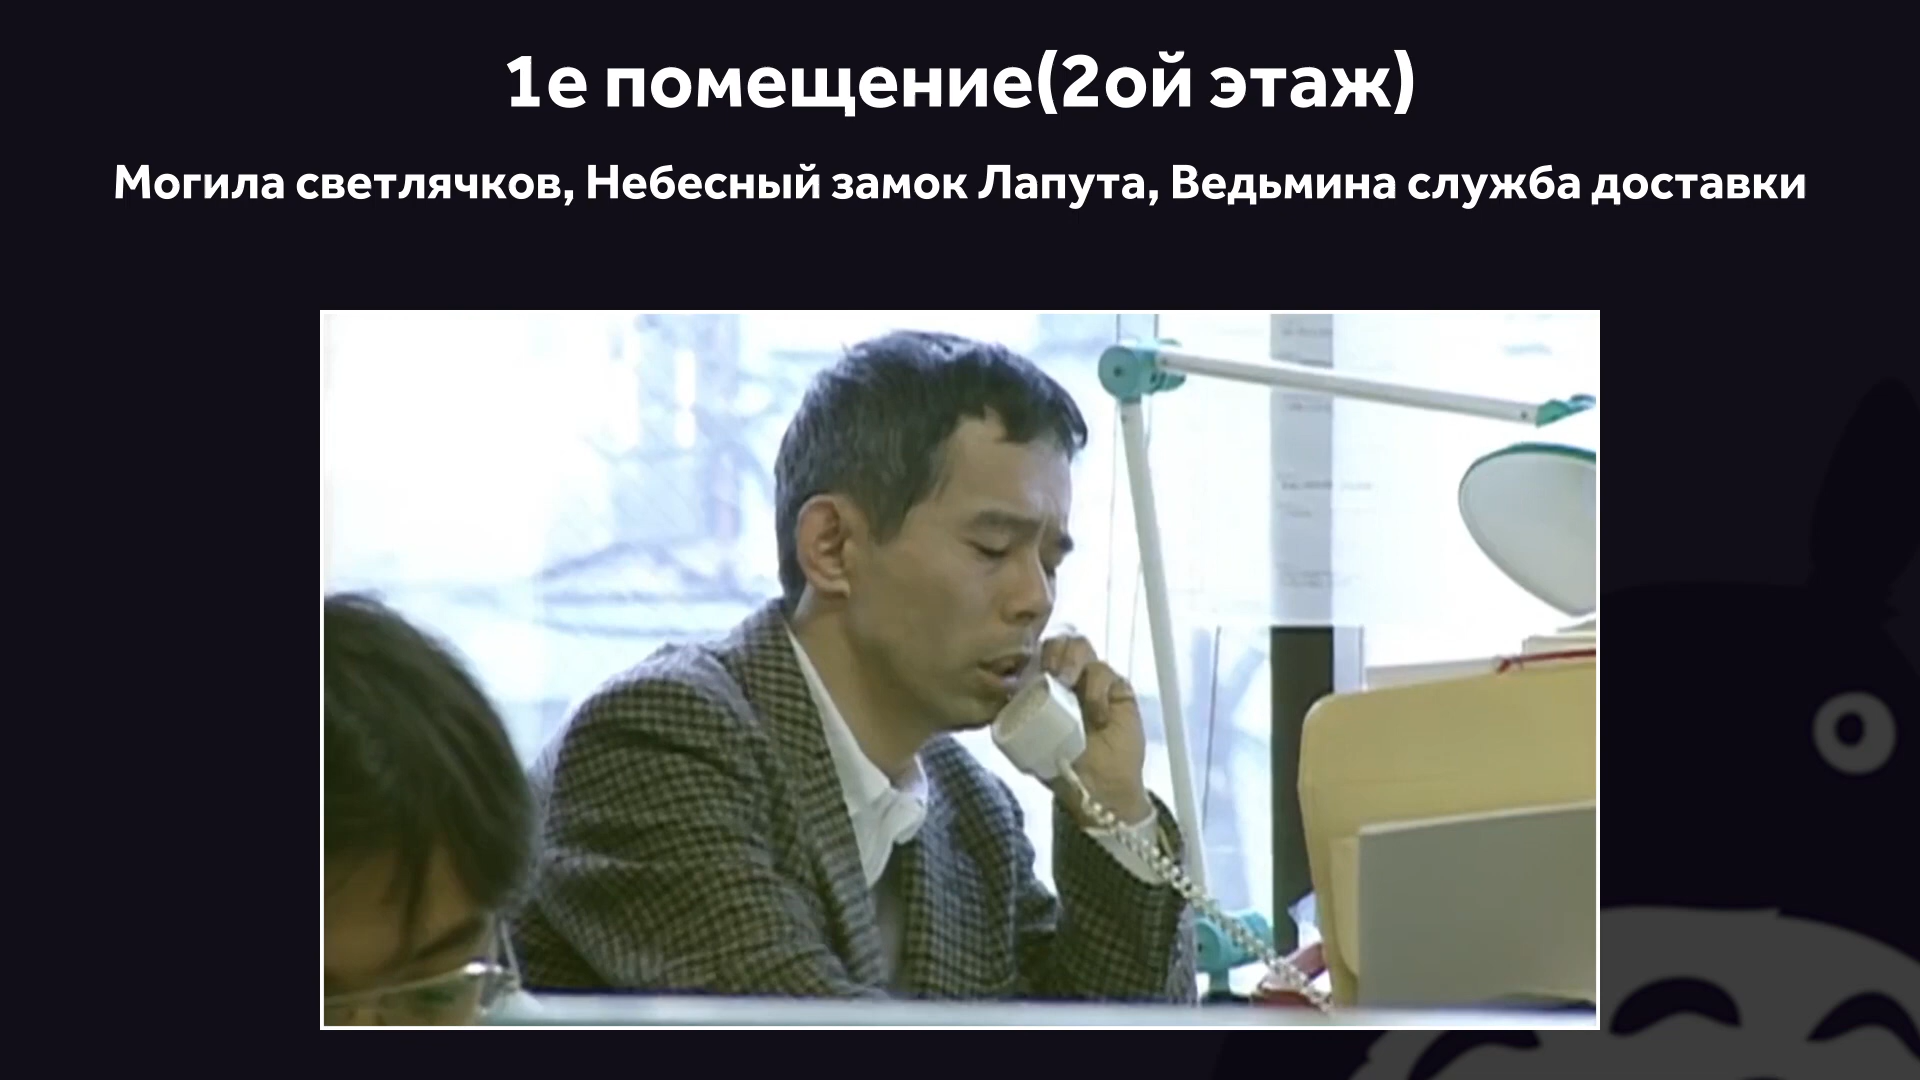 1е помещение(2ой этаж)
Могила светлячков, Небесный замок Лапута, Ведьмина служба доставки